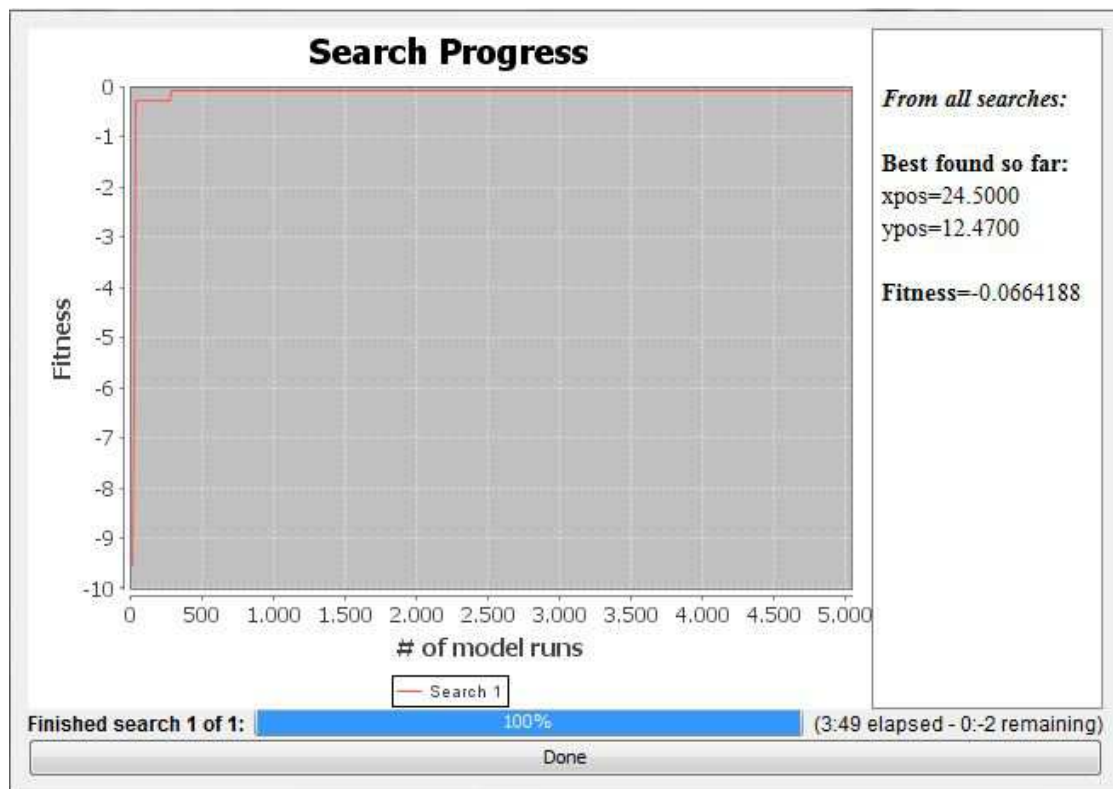 Search Progress
0
-1
-2
-3
-4
-5
-6
-7
-8
-9
-10
Fitness
0 500 1.000 1.500 2.000 2.500 3.000 3.500 4.000 4.500 5.000
# of model runs
Search 1
From all searches:
Best found so far:
xpos=24.5000
ypos=12.4700
Fitness=-0.0664188
Finished search 1 of 1: 100% (3:49 elapsed - 0:-2 remaining)
Done